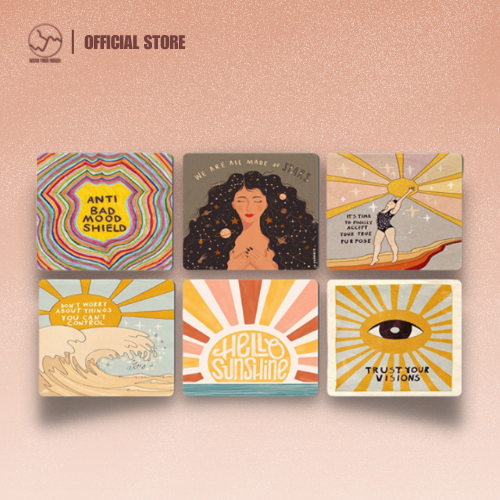 OFFICIAL STORE
ANTI
BAD
MOOD
SHIELD
WE ARE ALL MADE OF STARS
IT'S TIME
TO FINALLY
ACCEPT
YOUR TRUE
PURPOSE
DON'T WORRY
ABOUT THINGS
YOU CAN'T
CONTROL
HELLO
SUNSHINE
TRUST YOUR
VISIONS